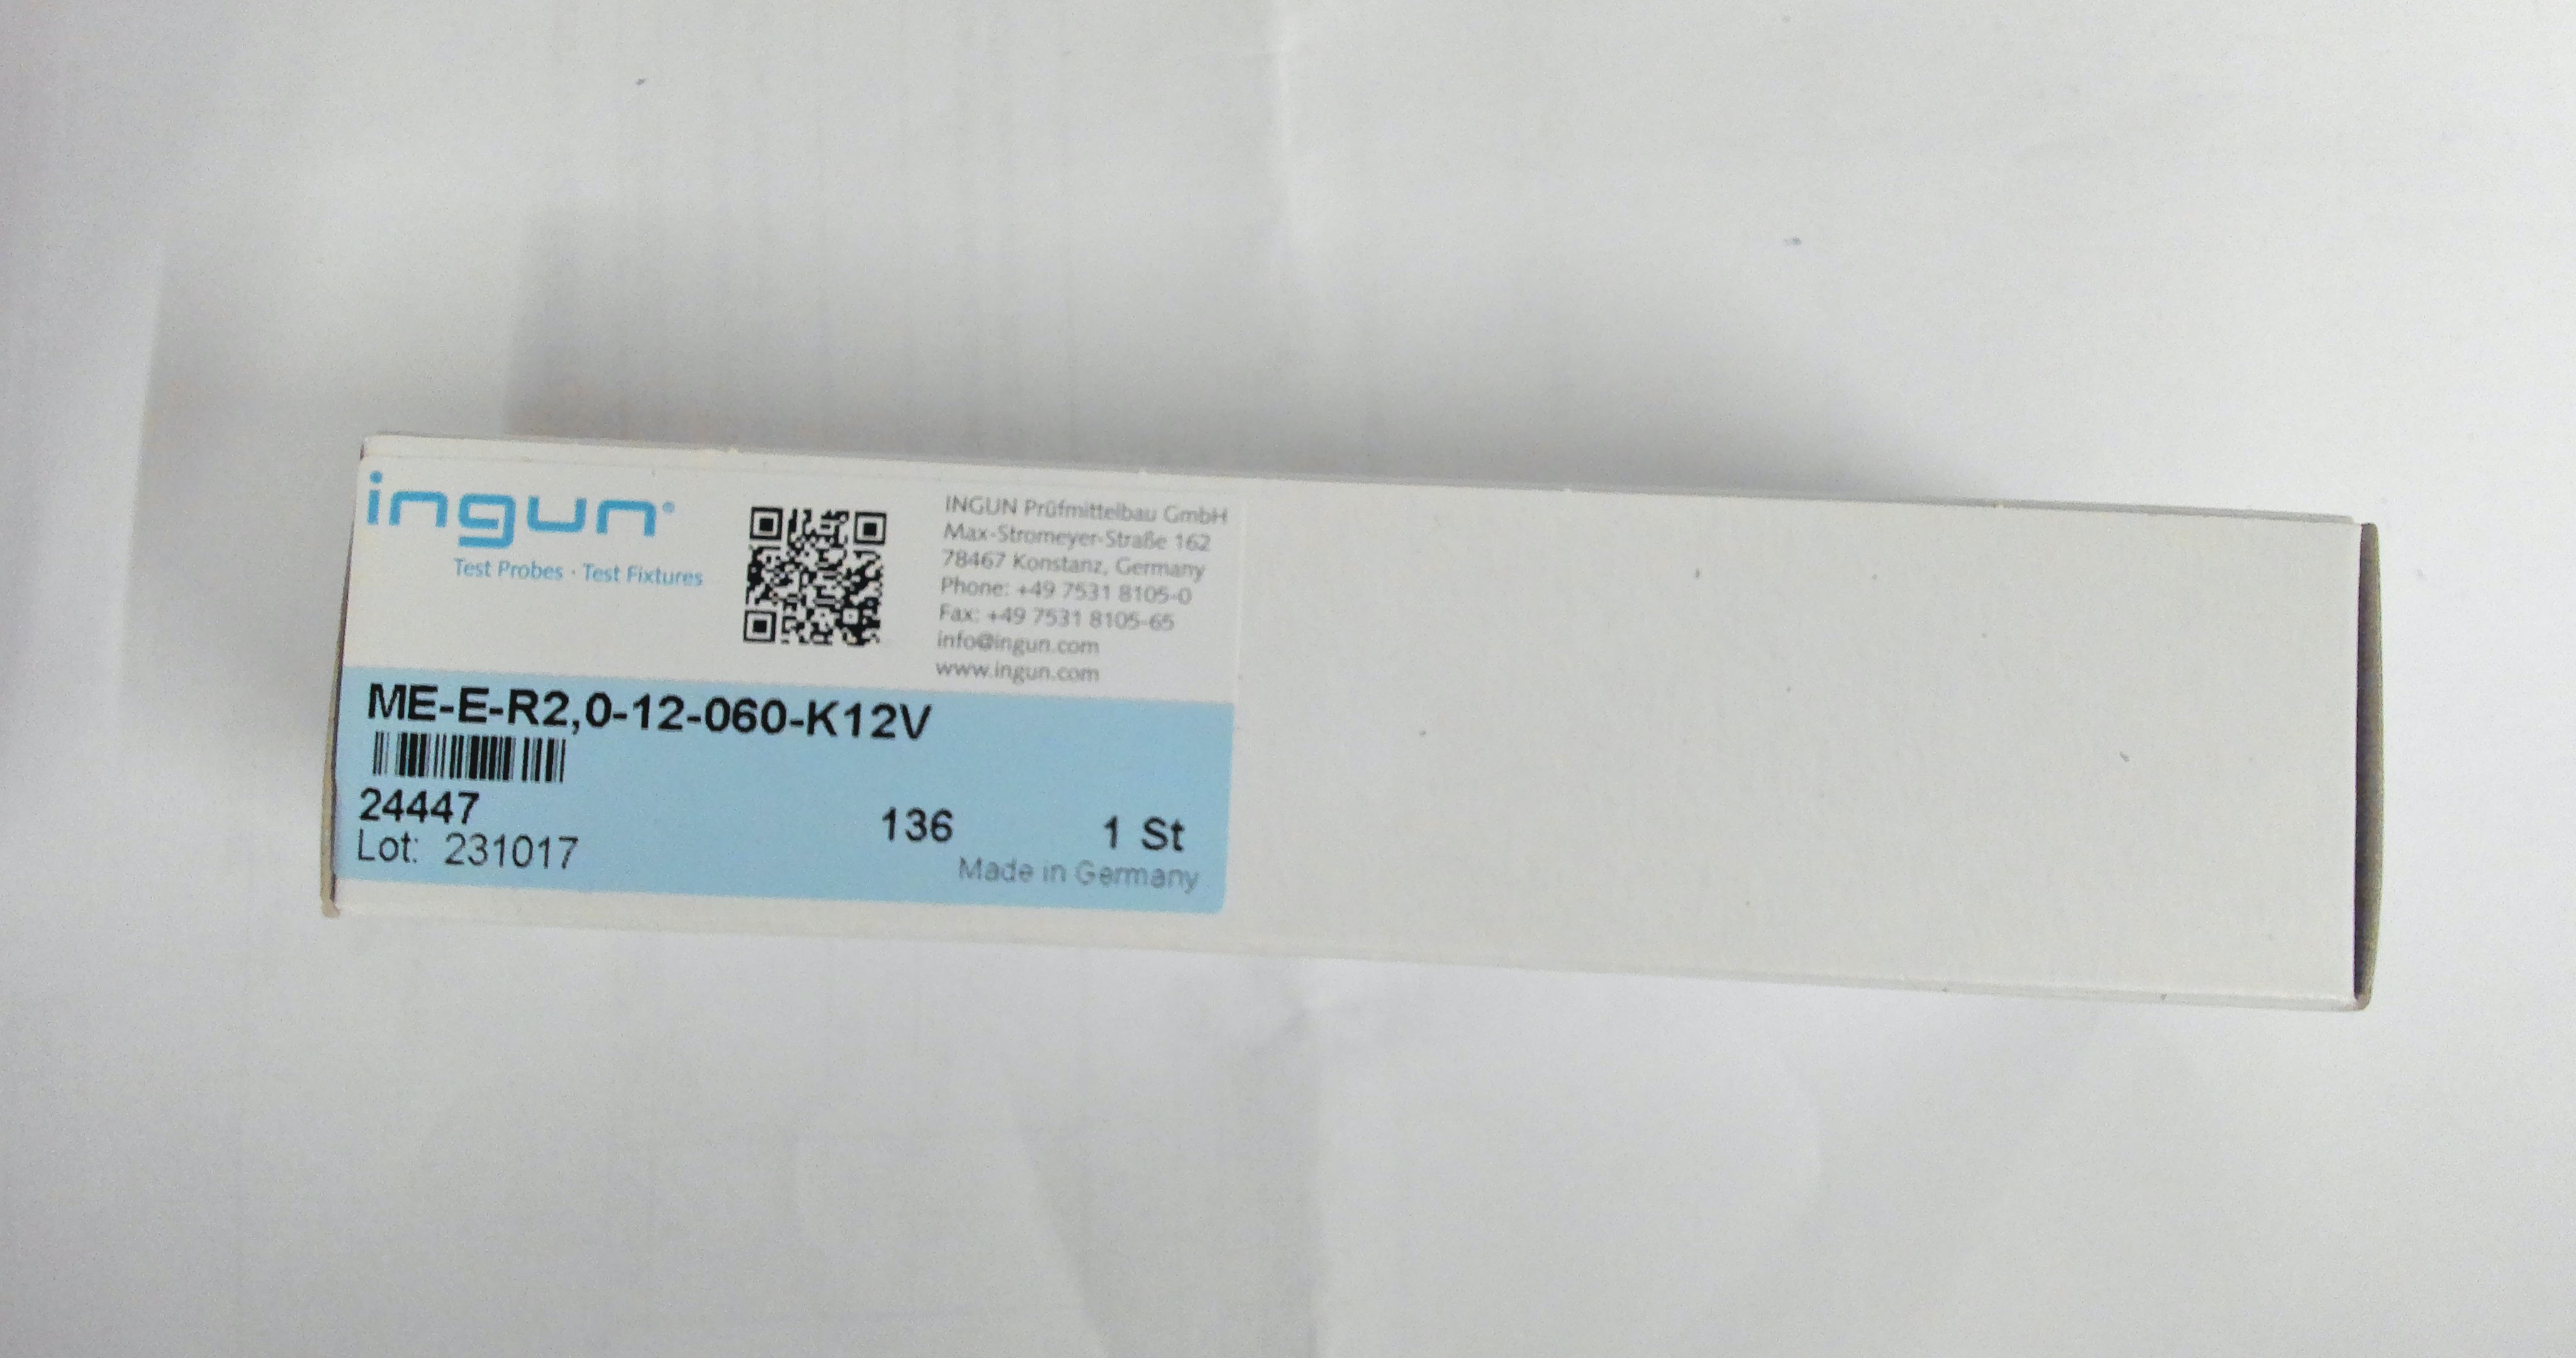 ingun®
Test Probes · Test Fixtures
INGUN Prüfmittelbau GmbH
Max-Stromeyer-Straße 162
78467 Konstanz, Germany
Phone: +49 7531 8105-0
Fax: +49 7531 8105-65
info@ingun.com
www.ingun.com
ME-E-R2,0-12-060-K12V
24447
136 1 St
Lot: 231017
Made in Germany